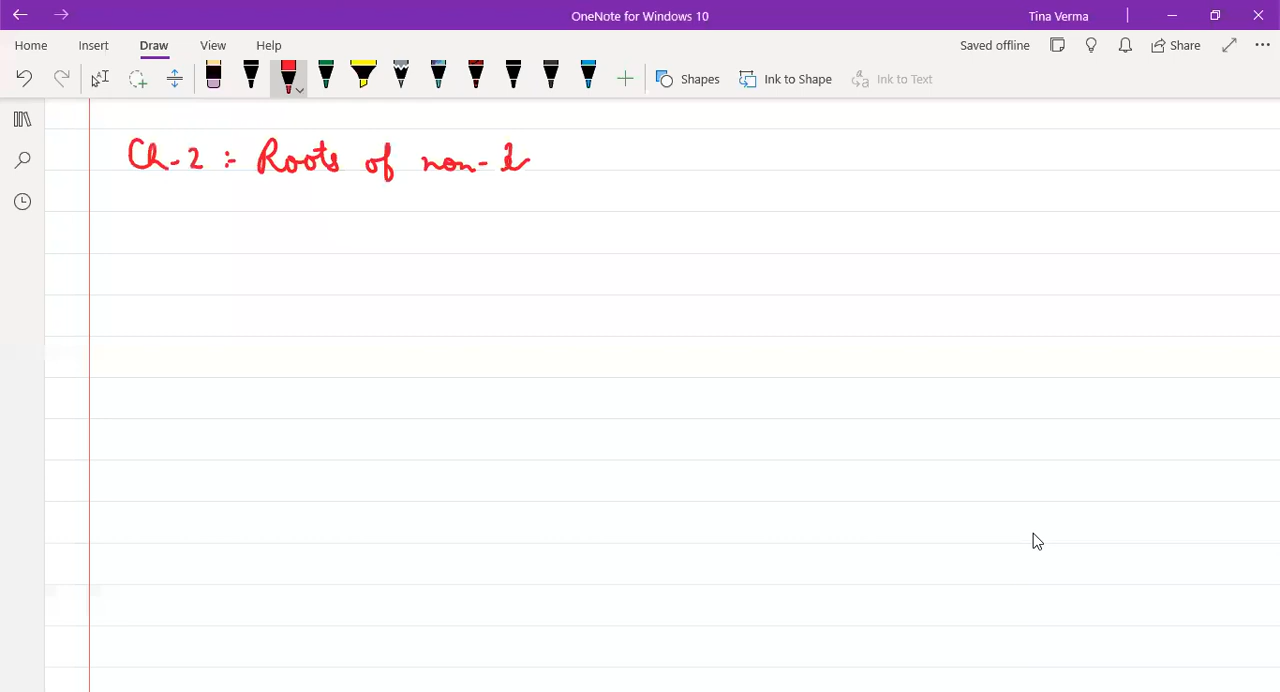 OneNote for Windows 10
Tina Verma
Home Insert Draw View Help
Saved offline
Share
Shapes
Ink to Shape
Ink to Text
Ch-2 :- Roots of non-